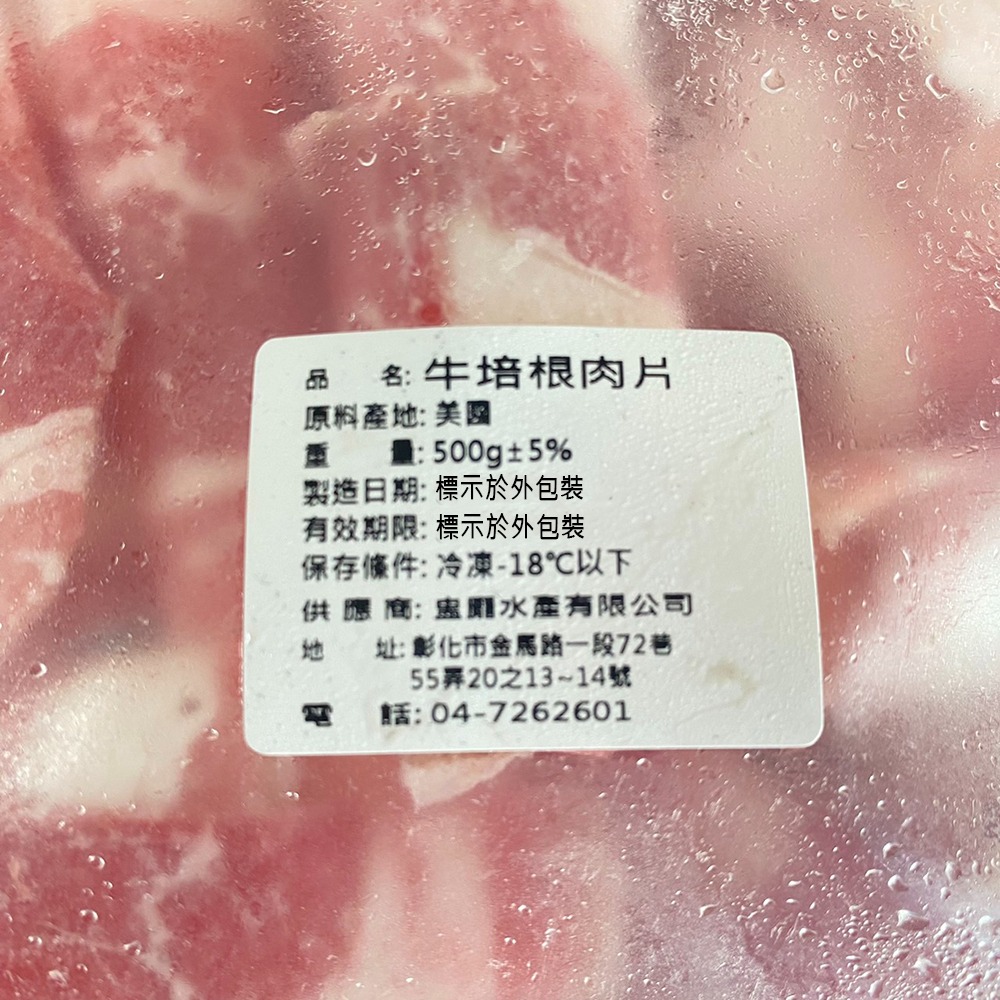 品 名: 牛培根肉片
原料產地: 美國
重 量: 500g±5%
製造日期: 標示於外包裝
有效期限: 標示於外包裝
保存條件: 冷凍-18℃以下
供應商: 水產有限公司
地 址: 彰化市金馬路一段72巷
55弄20之13~14號
電 話: 04-7262601